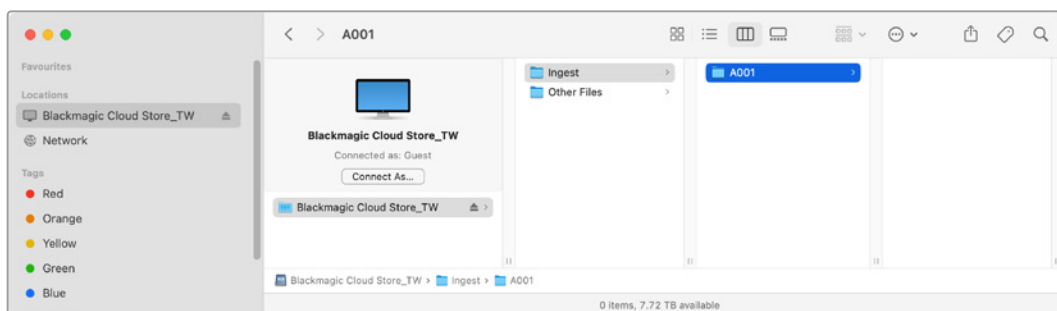 A001
Favourites
Locations
Blackmagic Cloud Store_TW
Network
Tags
Red
Orange
Yellow
Green
Blue
Blackmagic Cloud Store_TW
Connected as: Guest
Connect As...
Blackmagic Cloud Store_TW
Ingest
Other Files
A001
Blackmagic Cloud Store_TW › Ingest › A001
0 items, 7.72 TB available